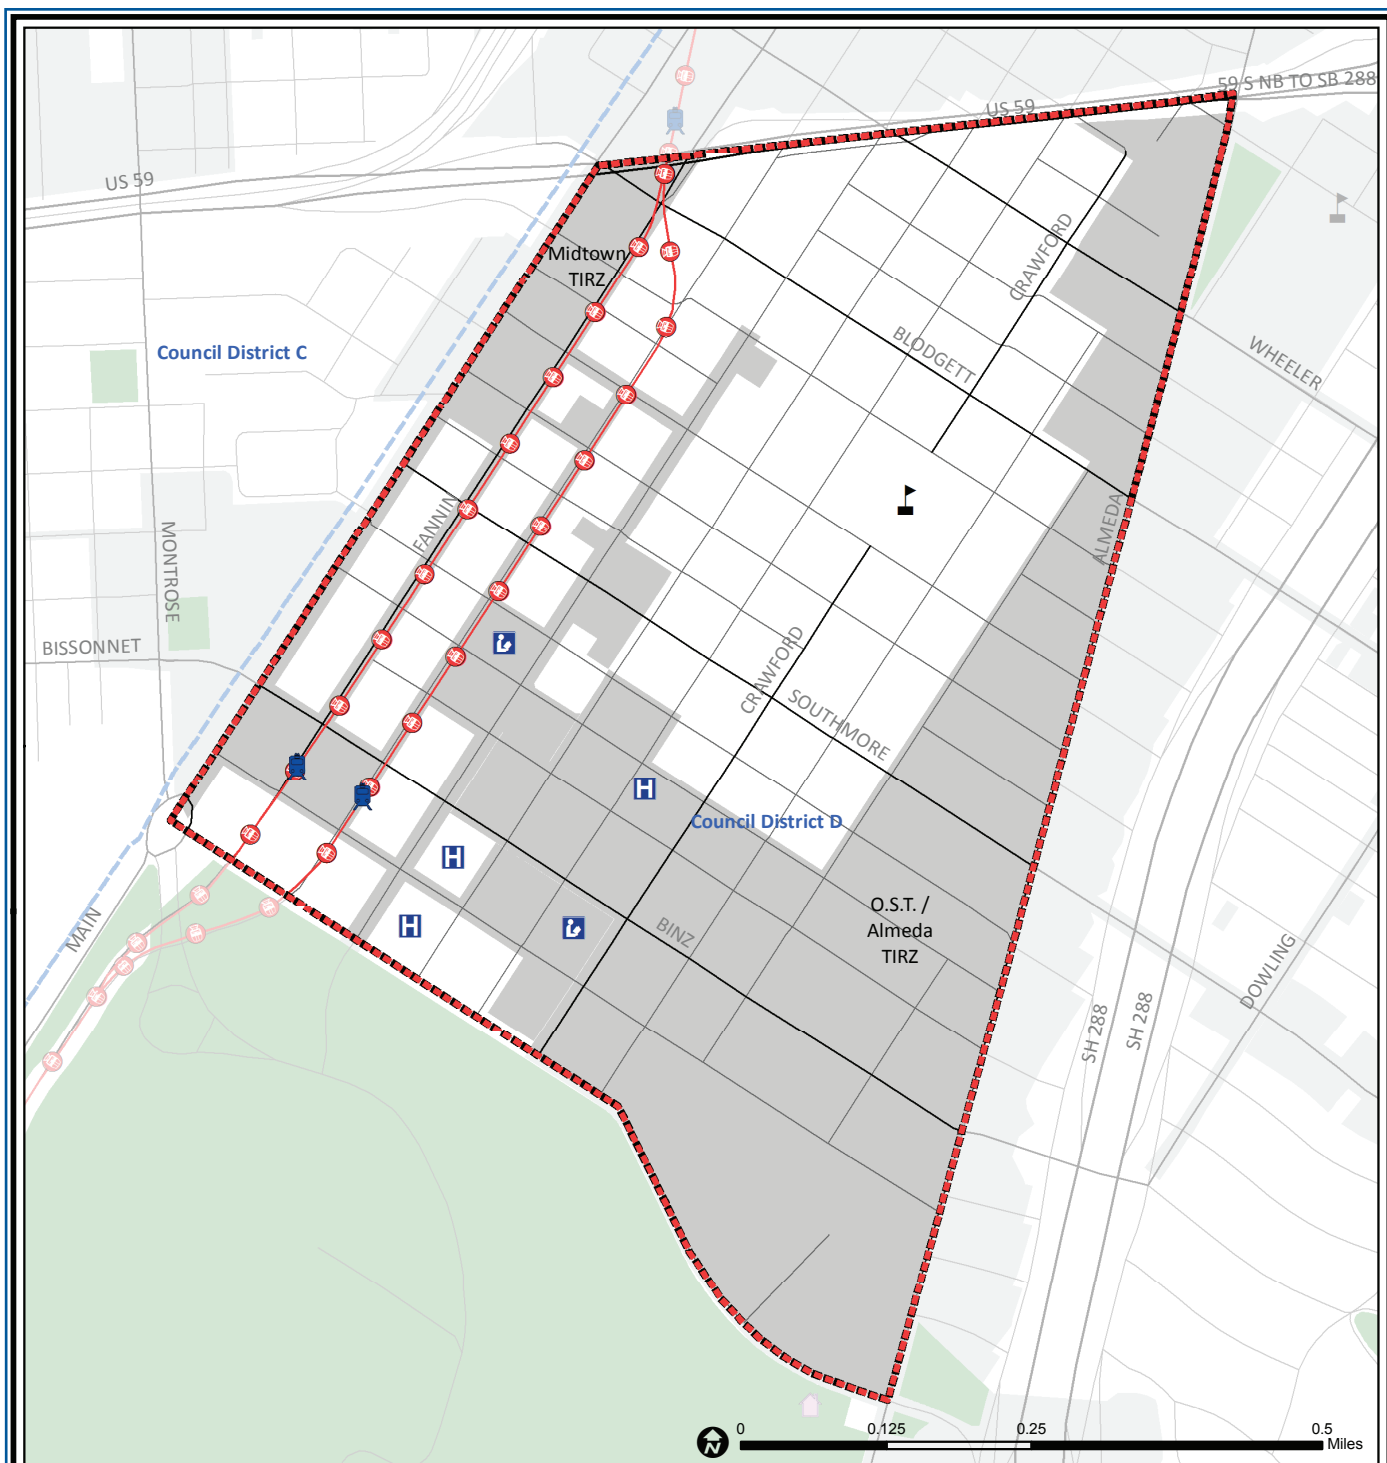 59 S NB TO SB 288
US 59
US 59
Midtown
TIRZ
CRAWFORD
Council District C
BLODGETT
WHEELER
FANNIN
ALMEDA
MONTROSE
BISSONNET
CRAWFORD
SOUTHMORE
H
Council District D
H
O.S.T. /
Almeda
TIRZ
H
BINZ
MAIN
DOWLING
SH 288
SH 288
N
0
0.125
0.25
0.5
Miles